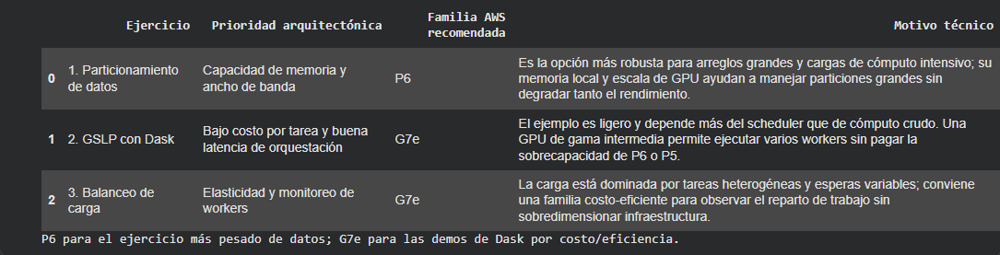 Ejercicio Prioridad arquitectónica Familia AWS recomendada Motivo técnico
0 1. Particionamiento de datos Capacidad de memoria y ancho de banda P6 Es la opción más robusta para arreglos grandes y cargas de cómputo intensivo; su memoria local y escala de GPU ayudan a manejar particiones grandes sin degradar tanto el rendimiento.
1 2. GSLP con Dask Bajo costo por tarea y buena latencia de orquestación G7e El ejemplo es ligero y depende más del scheduler que de cómputo crudo. Una GPU de gama intermedia permite ejecutar varios workers sin pagar la sobrecapacidad de P6 o P5.
2 3. Balanceo de carga Elasticidad y monitoreo de workers G7e La carga está dominada por tareas heterogéneas y esperas variables; conviene una familia costo-eficiente para observar el reparto de trabajo sin sobredimensionar infraestructura.
P6 para el ejercicio más pesado de datos; G7e para las demos de Dask por costo/eficiencia.